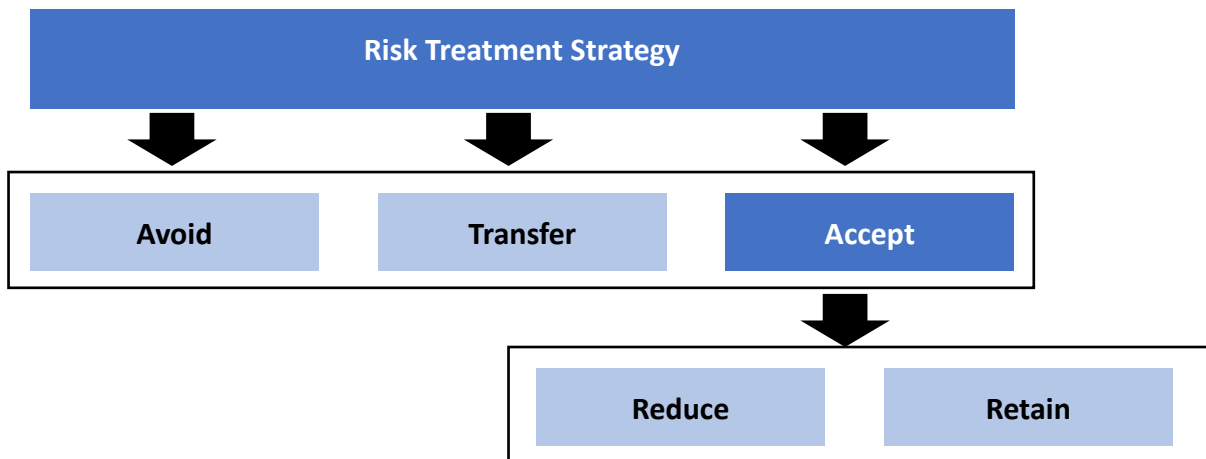 Risk Treatment Strategy
Avoid
Transfer
Accept
Reduce
Retain